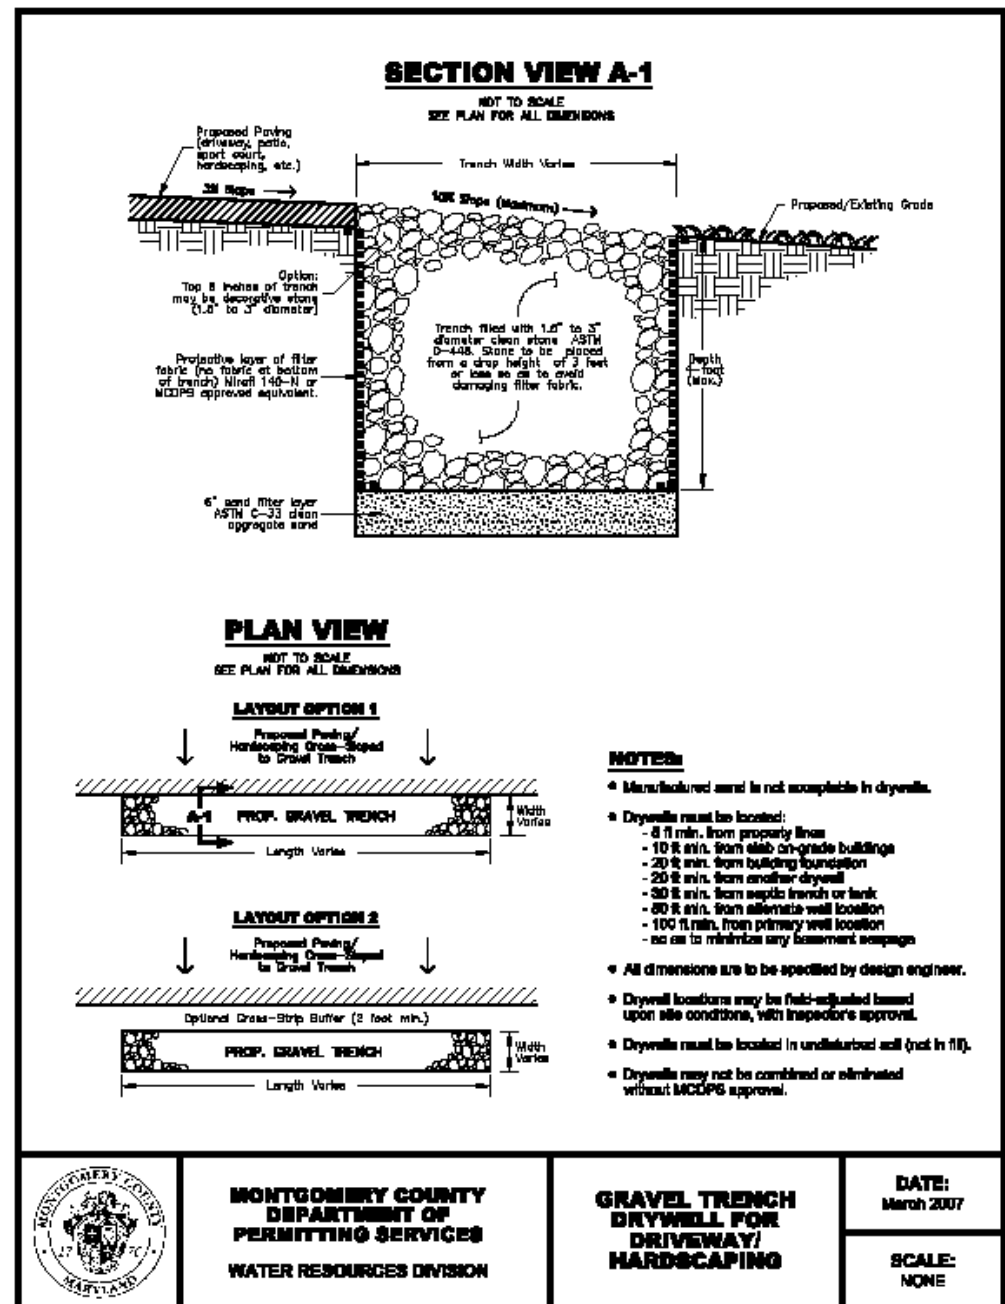 SECTION VIEW A-1
NOT TO SCALE
SEE PLAN FOR ALL DIMENSIONS
Proposed Paving
(driveway, patio,
sport court,
hardscaping, etc.)
Slope
Trench Width Varies
10% Slope (Maximum)
Proposed/Existing Grade
Option:
Top 6 inches of trench
may be decorative stone
to 3" diameter)
Trench filled with to 3"
diameter clean stone ASTM
D-448. Stone to be placed
from a drop height of 3 feet
or less so as to avoid
damaging filter fabric.
Protective layer of filter
fabric (no fabric at bottom
of trench) Mirafi 140-N or
MCDPS approved equivalent.
Depth
-foot
(Max.)
6" sand filter layer
ASTM C-33 clean
aggregate sand
PLAN VIEW
NOT TO SCALE
SEE PLAN FOR ALL DIMENSIONS
LAYOUT OPTION 1
Proposed Paving/
Hardscaping Cross-Sloped
to Gravel Trench
A-1
PROP. GRAVEL TRENCH
Width
Varies
Length Varies
LAYOUT OPTION 2
Proposed Paving/
Hardscaping Cross-Sloped
to Gravel Trench
Optional Grass-Strip Buffer (2 foot min.)
PROP. GRAVEL TRENCH
Width
Varies
Length Varies
NOTES:
• Manufactured sand is not acceptable in drywells.
• Drywells must be located:
- ft min. from property lines
- 10 ft min. from slab on-grade buildings
- 20 ft min. from building foundation
- 20 ft min. from another drywell
- 30 ft min. from septic trench or tank
- 50 ft min. from alternate well location
- 100 ft min. from primary well location
- so as to minimize any basement seepage
• All dimensions are to be specified by design engineer.
• Drywell locations may be field-adjusted based
upon site conditions, with inspector's approval.
• Drywells must be located in undisturbed soil (not in fill).
• Drywells may not be combined or eliminated
without MCDPS approval.
MONTGOMERY COUNTY
17 76
MARYLAND
MONTGOMERY COUNTY
DEPARTMENT OF
PERMITTING SERVICES
WATER RESOURCES DIVISION
GRAVEL TRENCH
DRYWELL FOR
DRIVEWAY/
HARDSCAPING
DATE:
March 2007
SCALE:
NONE